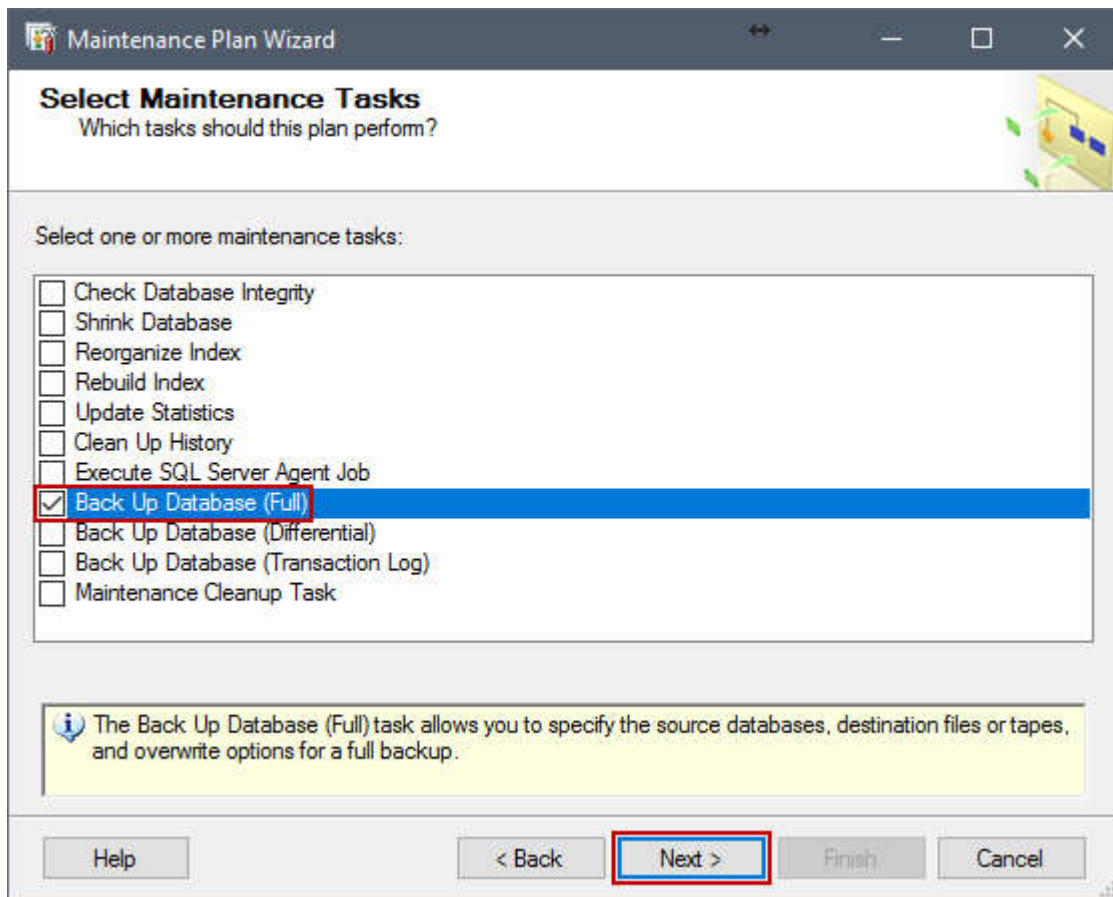 Maintenance Plan Wizard
Select Maintenance Tasks
Which tasks should this plan perform?
Select one or more maintenance tasks:
Check Database Integrity
Shrink Database
Reorganize Index
Rebuild Index
Update Statistics
Clean Up History
Execute SQL Server Agent Job
Back Up Database (Full)
Back Up Database (Differential)
Back Up Database (Transaction Log)
Maintenance Cleanup Task
The Back Up Database (Full) task allows you to specify the source databases, destination files or tapes,
and overwrite options for a full backup.
Help < Back Next > Finish Cancel